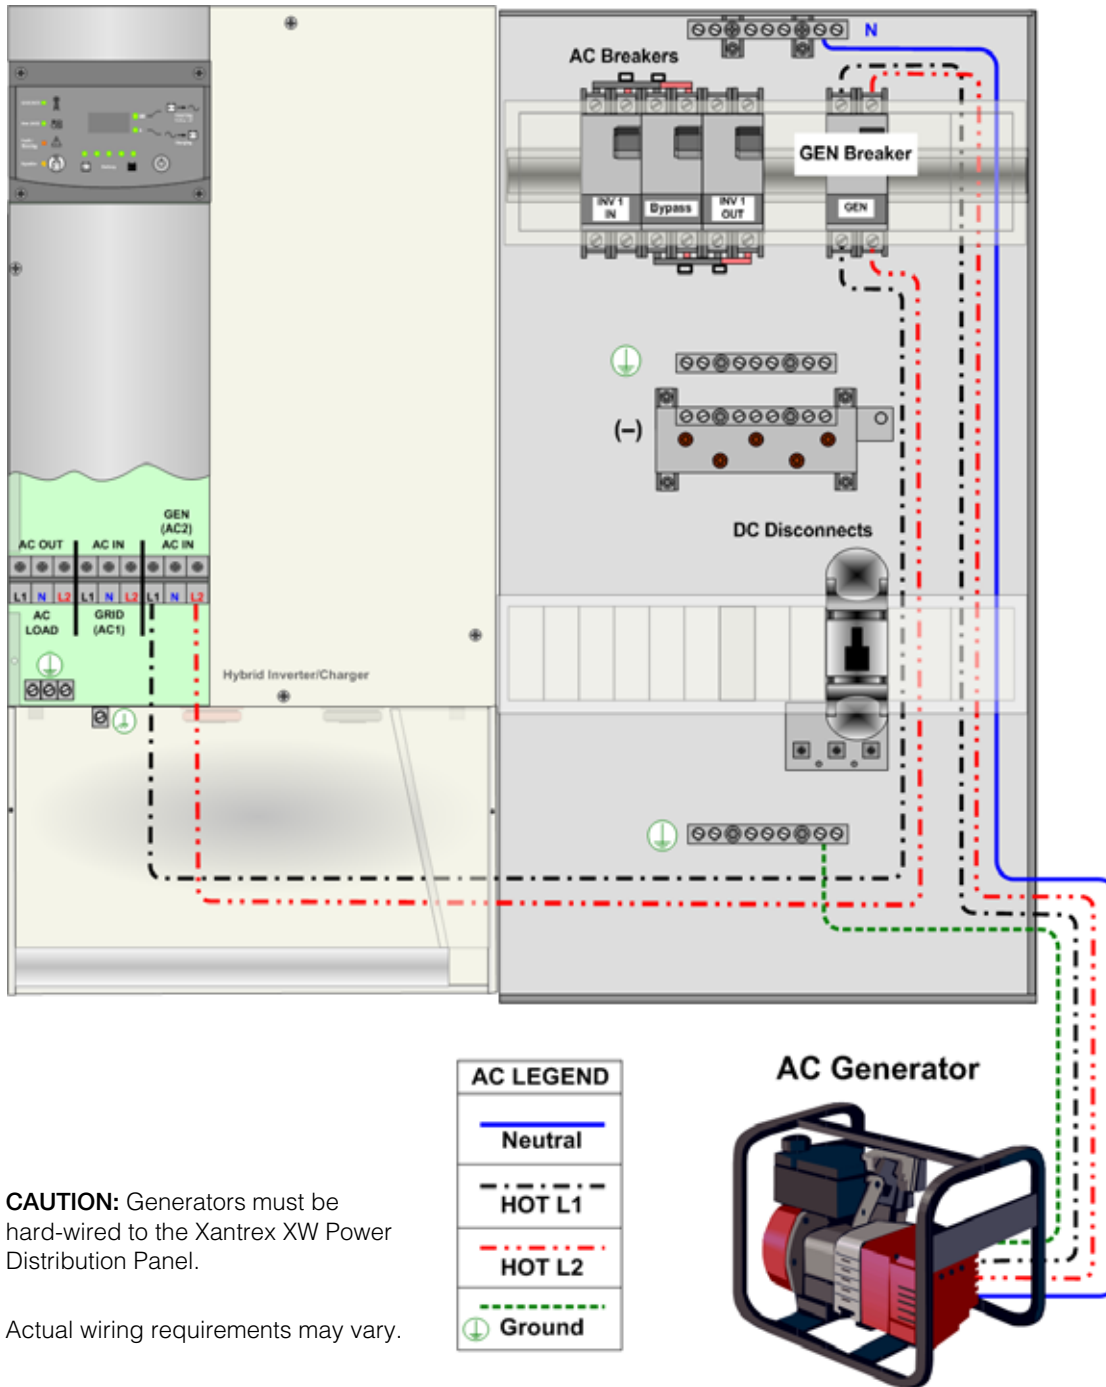 N
AC Breakers
GEN Breaker
INV 1
IN
Bypass
INV 1
OUT
GEN
(–)
DC Disconnects
GEN
(AC2)
AC OUT
AC IN
AC IN
L1 N L2 L1 N L2 L1 N L2
AC
LOAD
GRID
(AC1)
Hybrid Inverter/Charger
AC LEGEND
Neutral
HOT L1
HOT L2
Ground
AC Generator
CAUTION: Generators must be
hard-wired to the Xantrex XW Power
Distribution Panel.
Actual wiring requirements may vary.